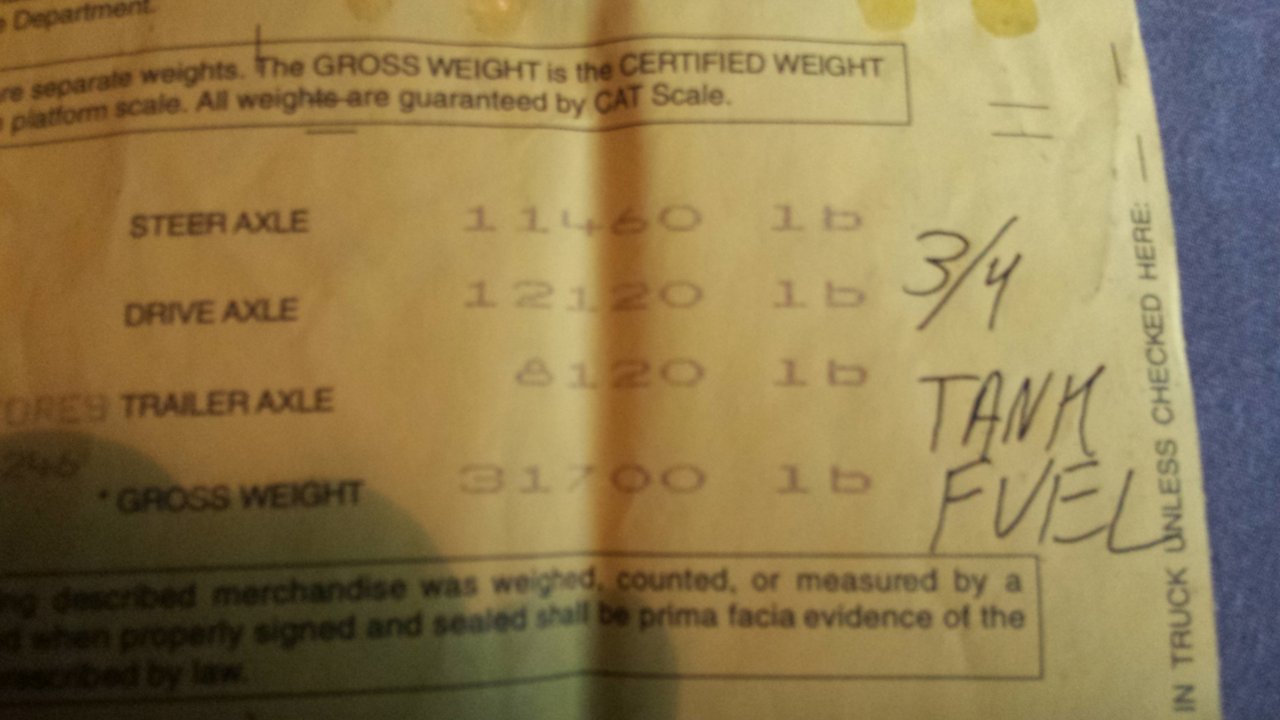 e Department.
re separate weights. The GROSS WEIGHT is the CERTIFIED WEIGHT
platform scale. All weights are guaranteed by CAT Scale.
STEER AXLE 11460 lb
DRIVE AXLE 12120 lb
TRAILER AXLE 8120 lb
* GROSS WEIGHT 31700 lb
3/4
TANK
FUEL
ing described merchandise was weighed, counted, or measured by a
d when properly signed and sealed shall be prima facia evidence of the
rescribed by law.
IN TRUCK UNLESS CHECKED HERE: